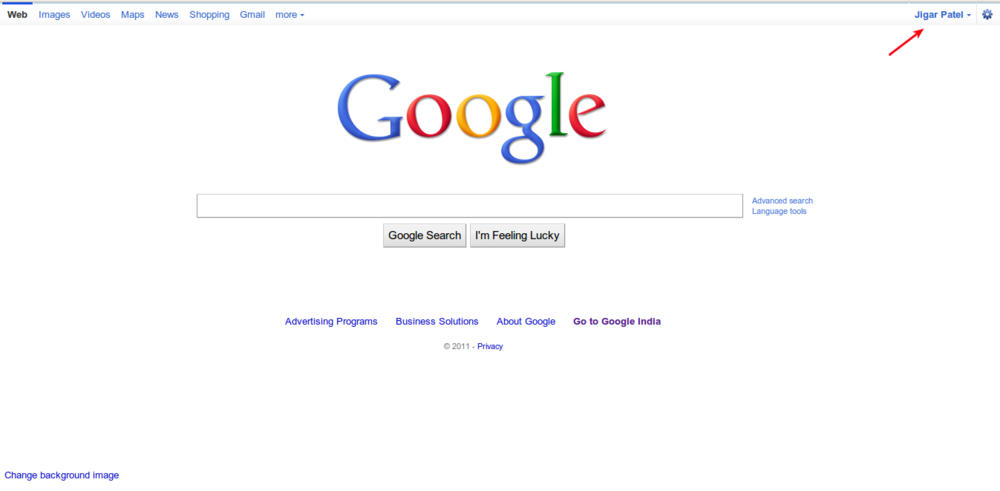 Web Images Videos Maps News Shopping Gmail more Jigar Patel
Google
Advanced search
Language tools
Google Search I'm Feeling Lucky
Advertising Programs Business Solutions About Google Go to Google India
© 2011 - Privacy
Change background image